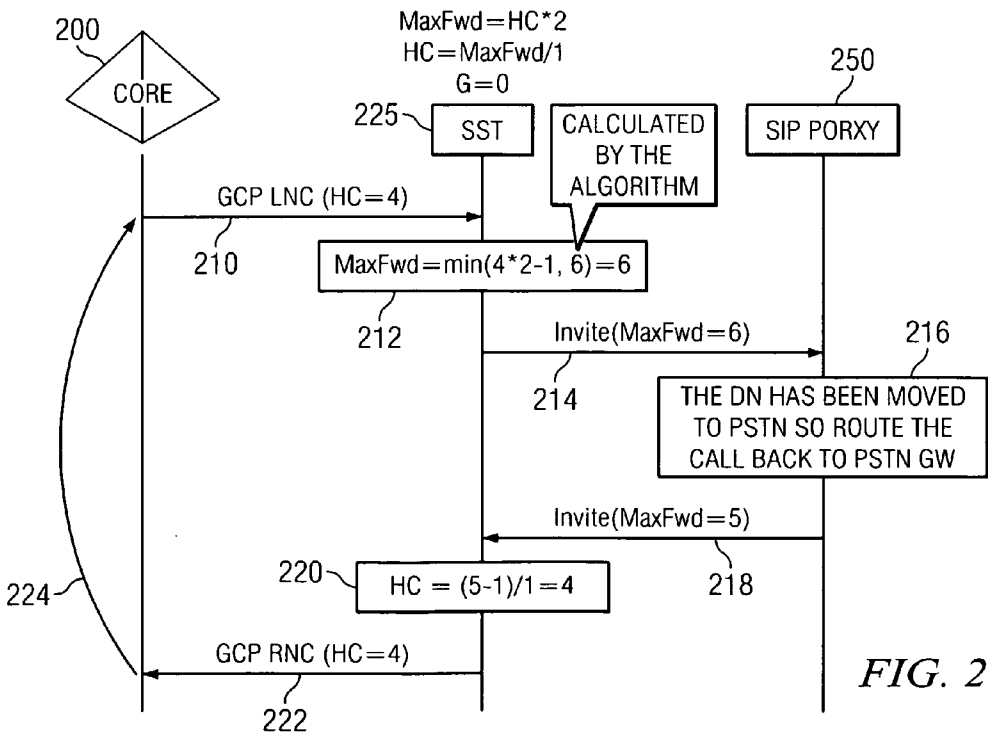 MaxFwd=HC*2
HC=MaxFwd/1
G=0
200
CORE
225
SST
CALCULATED
BY THE
ALGORITHM
250
SIP PORXY
GCP LNC (HC=4)
210
MaxFwd=min(4*2-1, 6)=6
212
Invite(MaxFwd=6)
214
216
THE DN HAS BEEN MOVED
TO PSTN SO ROUTE THE
CALL BACK TO PSTN GW
Invite(MaxFwd=5)
218
220
HC = (5-1)/1=4
224
GCP RNC (HC=4)
222
FIG. 2